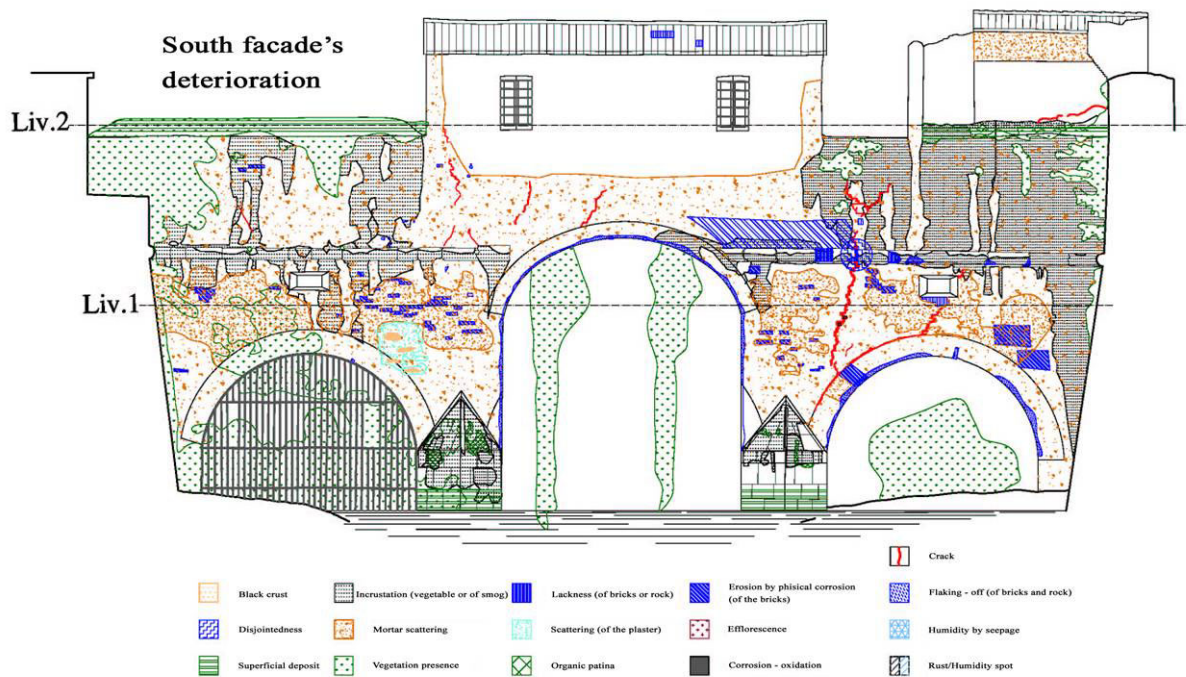 South facade's
deterioration
Liv.2
Liv.1
Crack
Black crust
Incrustation (vegetable or of smog)
Lackness (of bricks or rock)
Erosion by phisical corrosion
(of the bricks)
Flaking - off (of bricks and rock)
Disjointedness
Mortar scattering
Scattering (of the plaster)
Efflorescence
Humidity by seepage
Superficial deposit
Vegetation presence
Organic patina
Corrosion - oxidation
Rust/Humidity spot